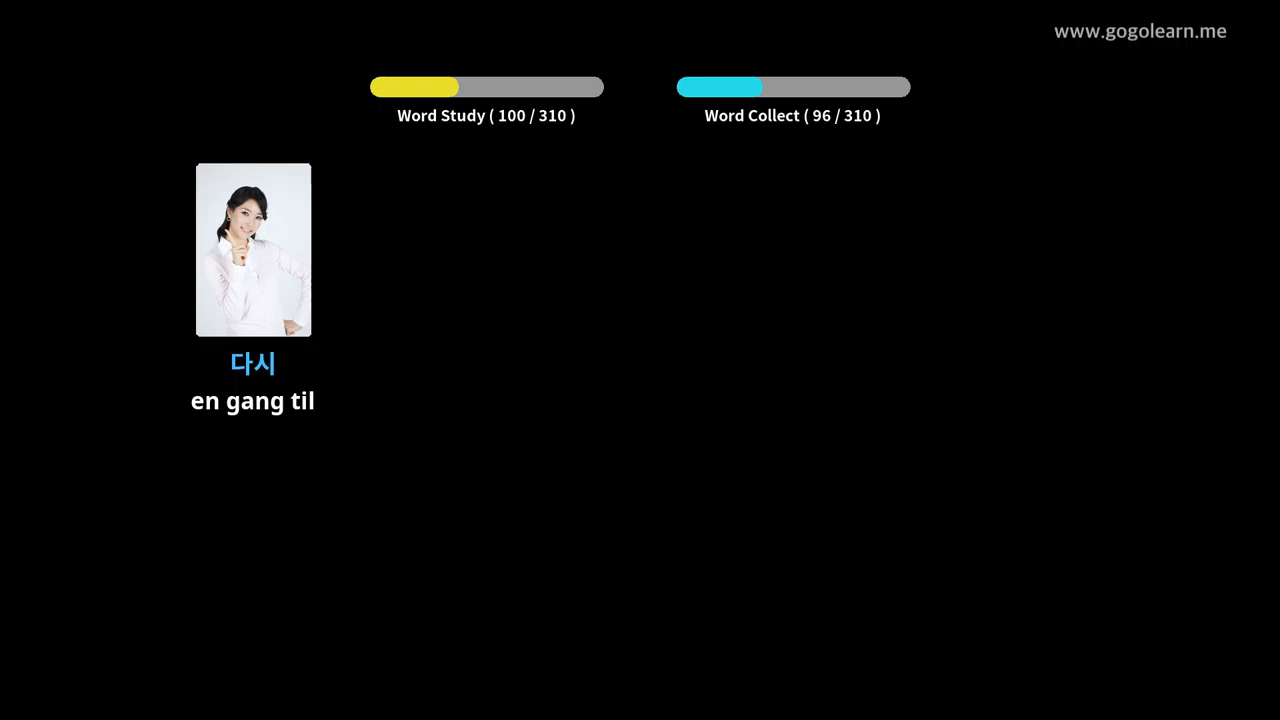 www.gogolearn.me
Word Study ( 100 / 310 )
Word Collect ( 96 / 310 )
다시
en gang til